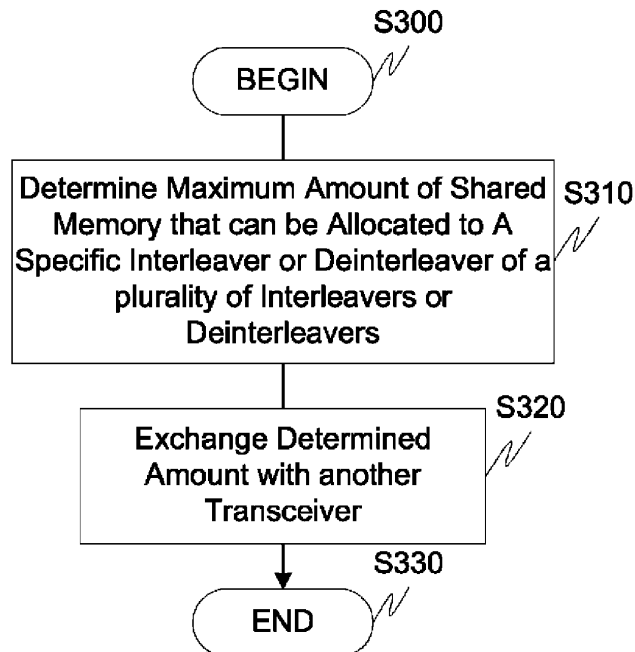 S300
BEGIN
Determine Maximum Amount of Shared
Memory that can be Allocated to A
Specific Interleaver or Deinterleaver of a
plurality of Interleavers or
Deinterleavers
S310
Exchange Determined
Amount with another
Transceiver
S320
S330
END